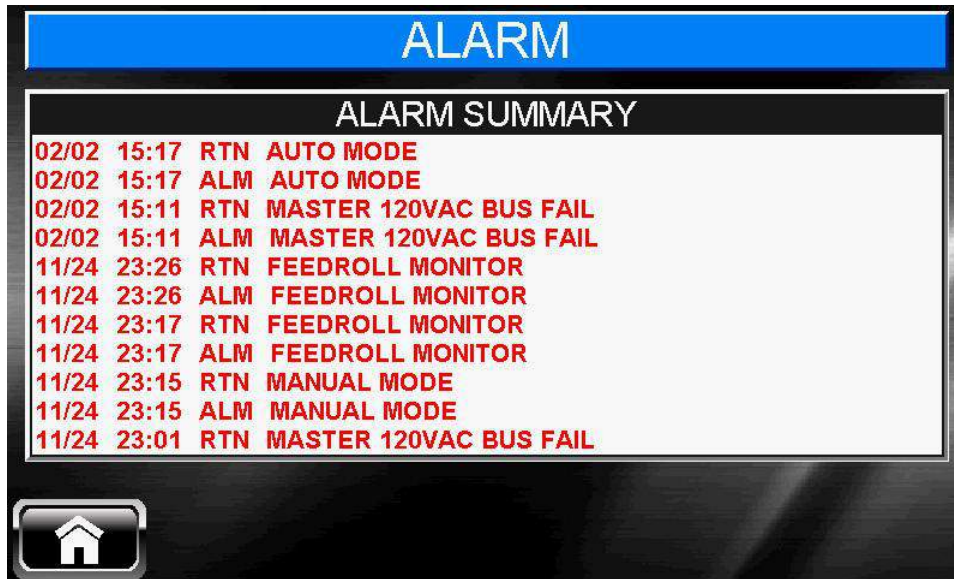 ALARM
ALARM SUMMARY
02/02 15:17 RTN AUTO MODE
02/02 15:17 ALM AUTO MODE
02/02 15:11 RTN MASTER 120VAC BUS FAIL
02/02 15:11 ALM MASTER 120VAC BUS FAIL
11/24 23:26 RTN FEEDROLL MONITOR
11/24 23:26 ALM FEEDROLL MONITOR
11/24 23:17 RTN FEEDROLL MONITOR
11/24 23:17 ALM FEEDROLL MONITOR
11/24 23:15 RTN MANUAL MODE
11/24 23:15 ALM MANUAL MODE
11/24 23:01 RTN MASTER 120VAC BUS FAIL